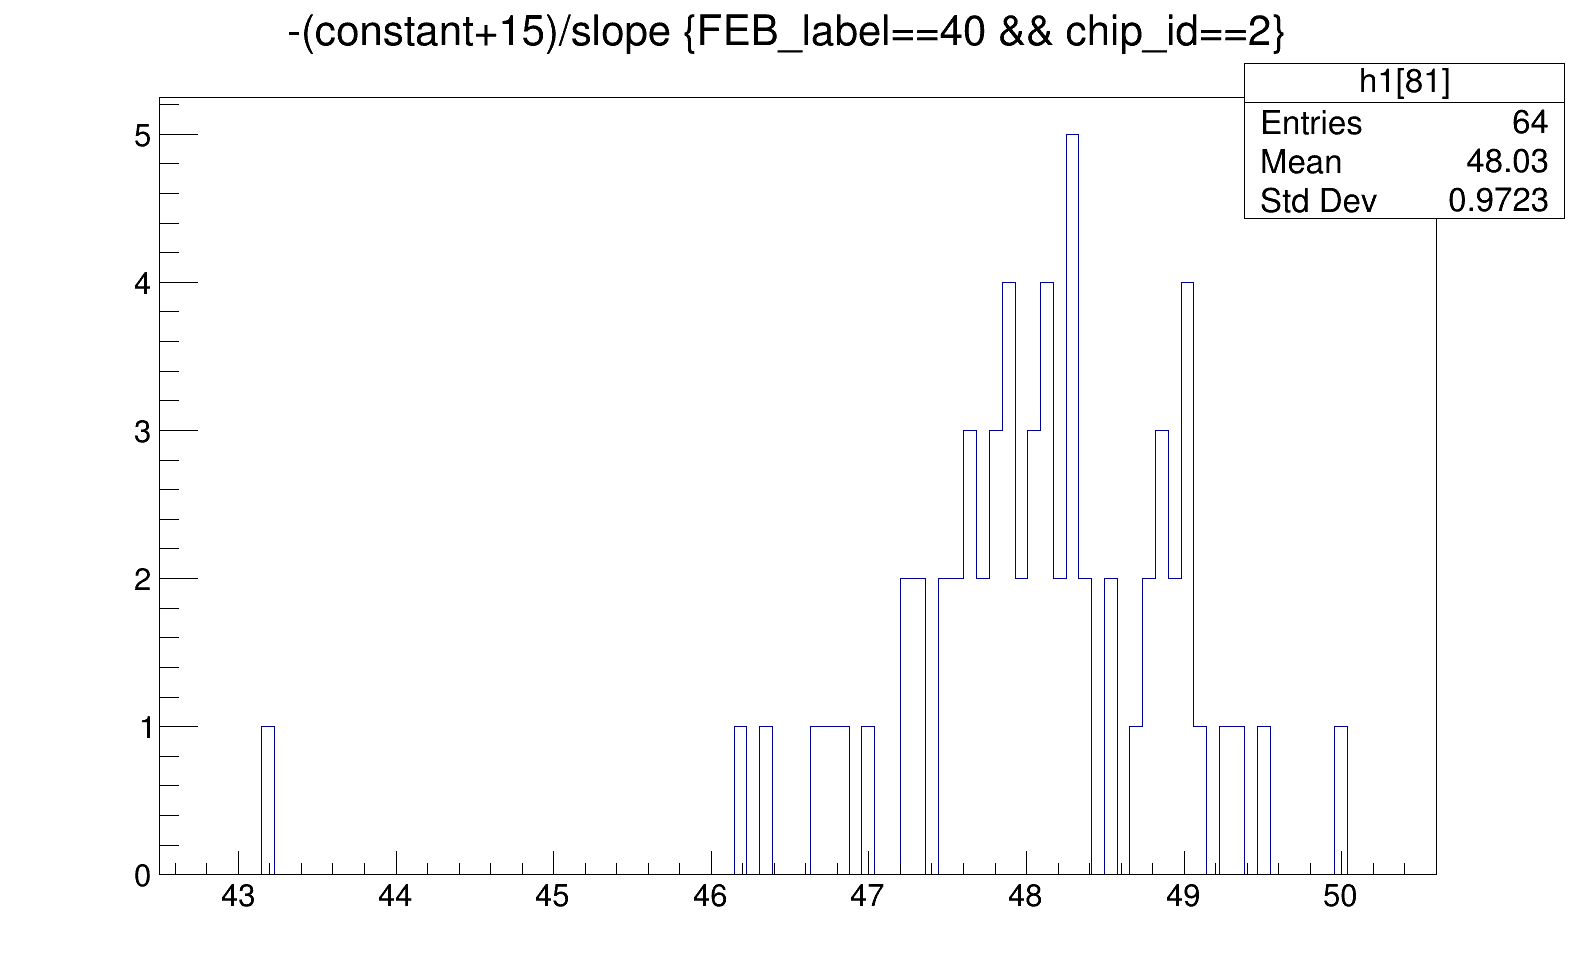 -(constant+15)/slope {FEB_label==40 && chip_id==2}
h1[81]
Entries 64
Mean 48.03
Std Dev 0.9723
5
4
3
2
1
0
43 44 45 46 47 48 49 50